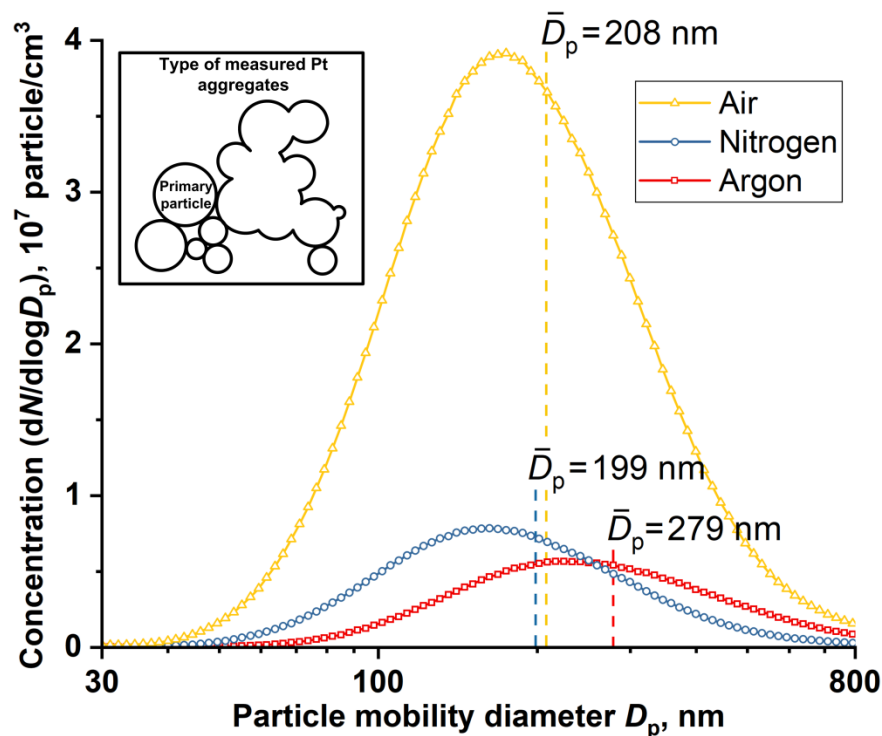 Concentration (dN/dlogDp), 10⁷ particle/cm³
4
3
2
1
0
Type of measured Pt
aggregates
Primary
particle
D̄p=208 nm
Air
Nitrogen
Argon
D̄p=199 nm
D̄p=279 nm
30
100
800
Particle mobility diameter Dp, nm